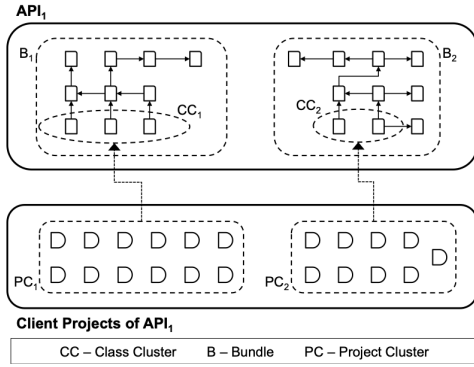 API1
B1
B2
CC1
CC2
PC1
PC2
Client Projects of API1
CC – Class Cluster B – Bundle PC – Project Cluster